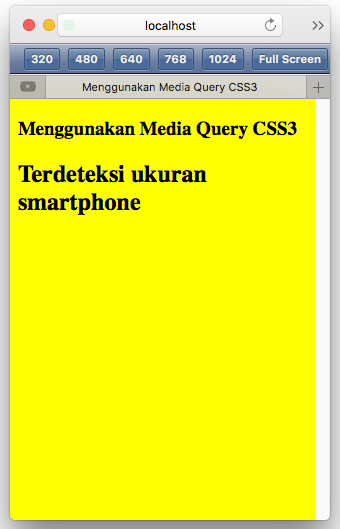 localhost
320 480 640 768 1024 Full Screen
Menggunakan Media Query CSS3
Menggunakan Media Query CSS3
Terdeteksi ukuran
smartphone